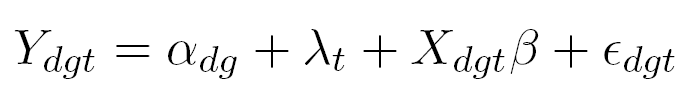 Y_{dgt} = α_{dg} + λ_t + X_{dgt}β + ϵ_{dgt}